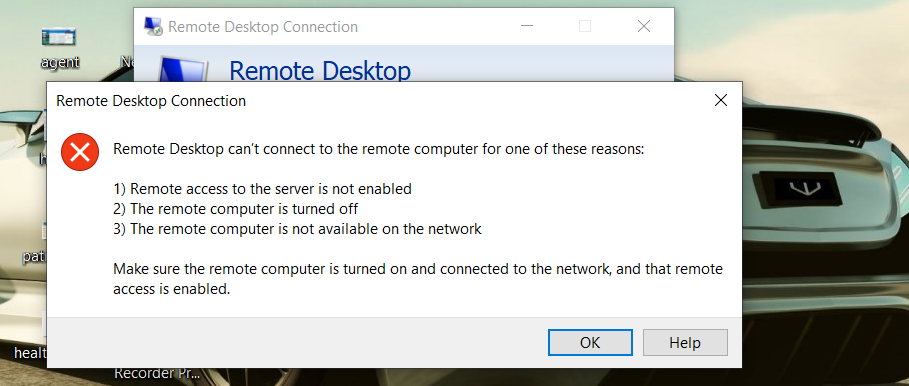 Remote Desktop Connection
agent
Remote Desktop
Remote Desktop Connection
Remote Desktop can't connect to the remote computer for one of these reasons:
1) Remote access to the server is not enabled
2) The remote computer is turned off
3) The remote computer is not available on the network
Make sure the remote computer is turned on and connected to the network, and that remote
access is enabled.
OK
Help
Recorder Pr...